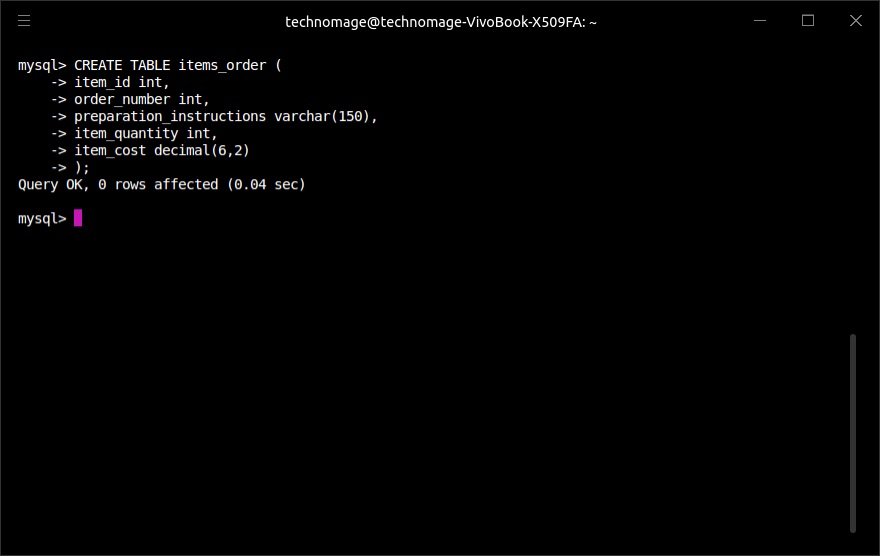 technomage@technomage-VivoBook-X509FA: ~
mysql> CREATE TABLE items_order (
    -> item_id int,
    -> order_number int,
    -> preparation_instructions varchar(150),
    -> item_quantity int,
    -> item_cost decimal(6,2)
    -> );
Query OK, 0 rows affected (0.04 sec)
mysql>